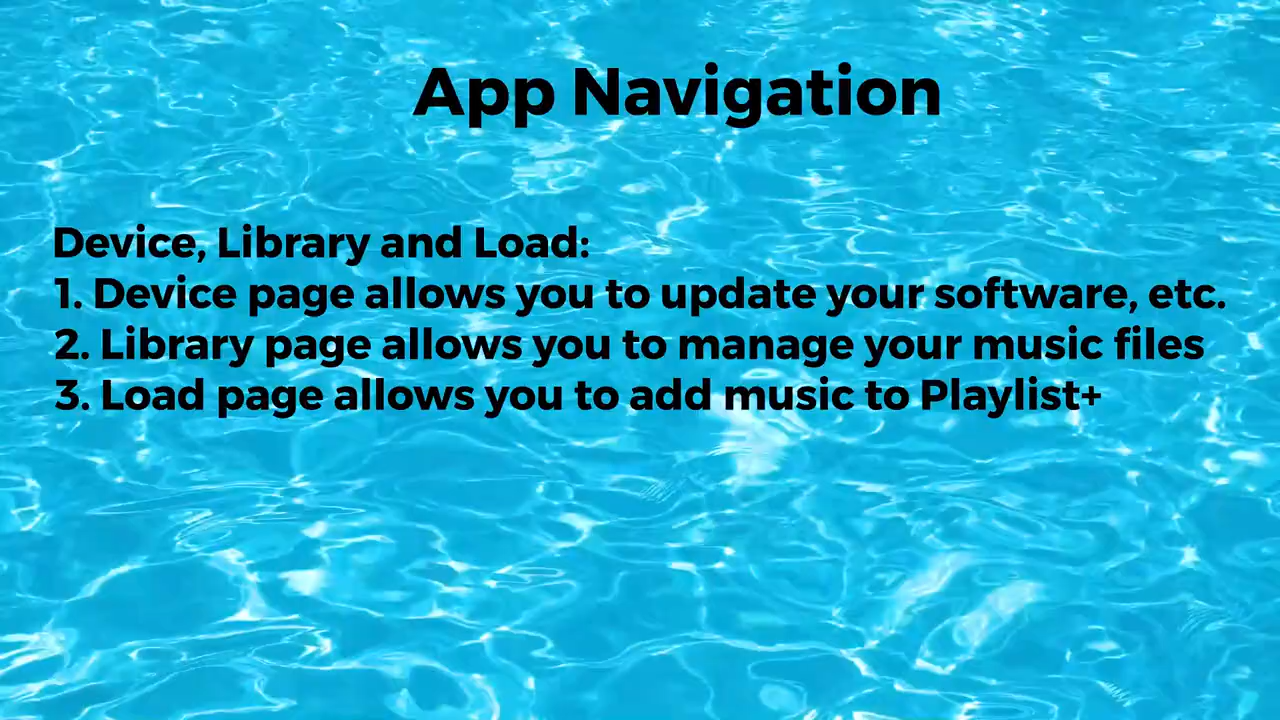 App Navigation
Device, Library and Load:
1. Device page allows you to update your software, etc.
2. Library page allows you to manage your music files
3. Load page allows you to add music to Playlist+